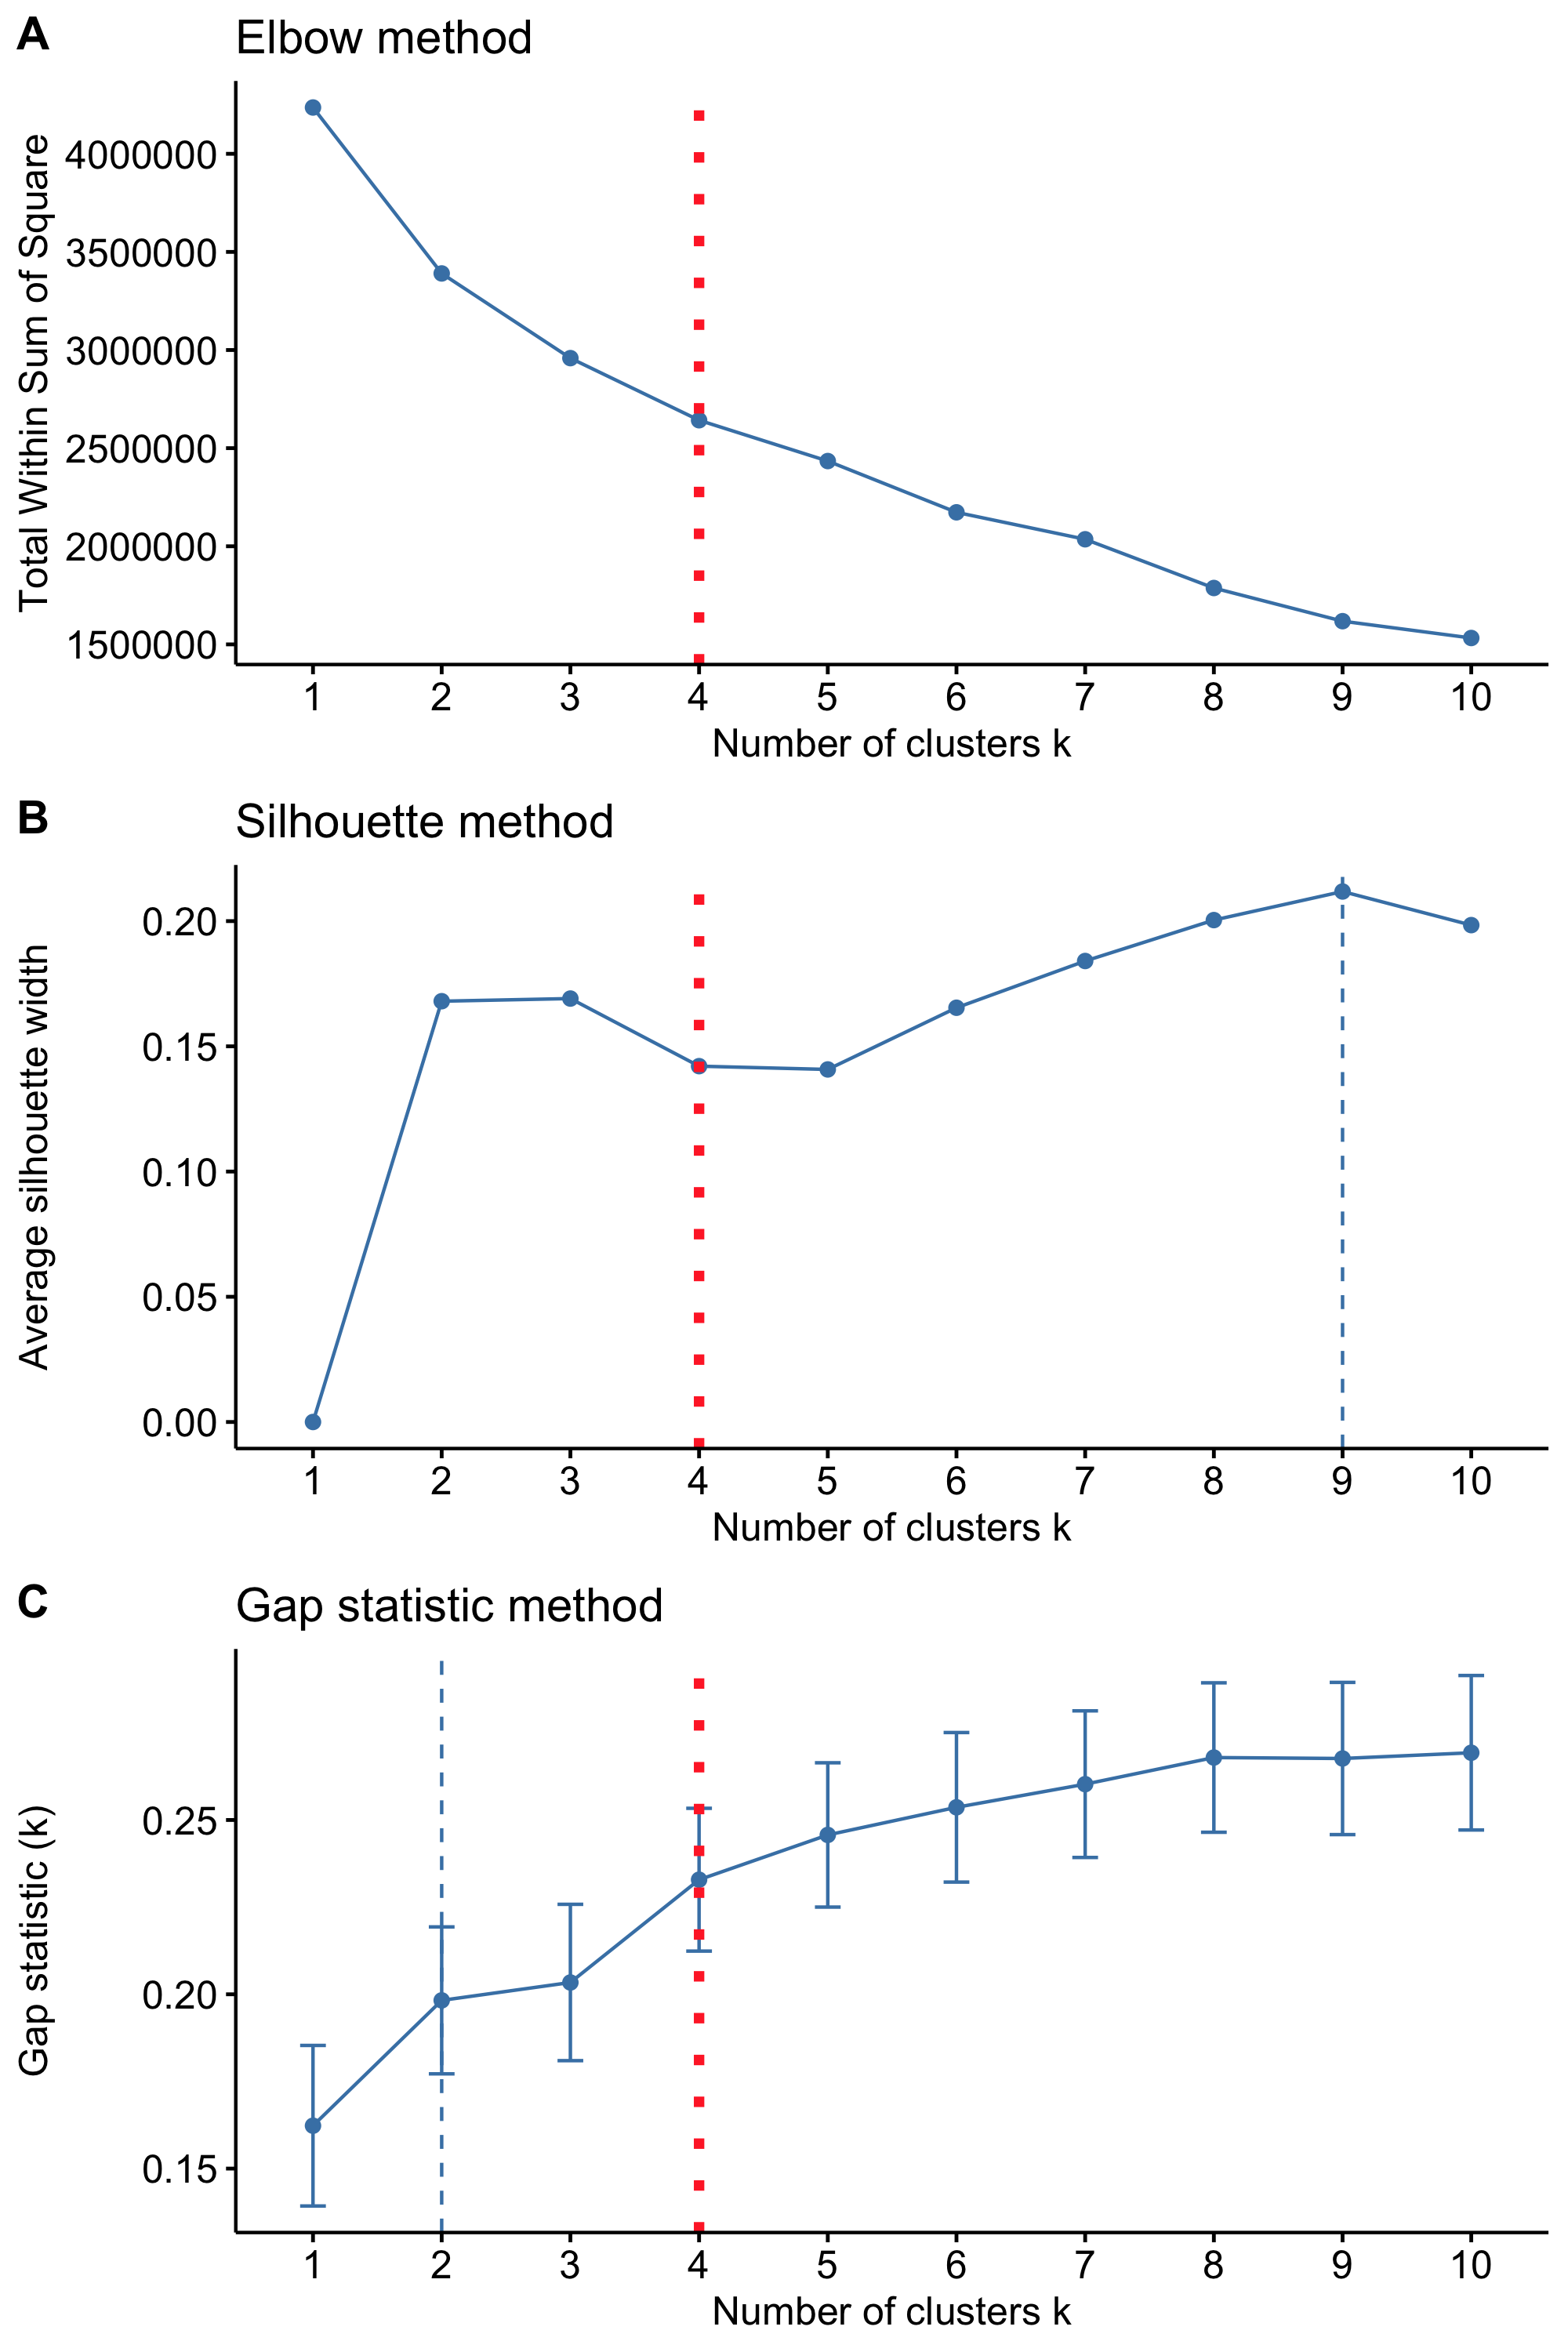 A
Elbow method
Total Within Sum of Square
4000000
3500000
3000000
2500000
2000000
1500000
1 2 3 4 5 6 7 8 9 10
Number of clusters k
B
Silhouette method
Average silhouette width
0.20
0.15
0.10
0.05
0.00
1 2 3 4 5 6 7 8 9 10
Number of clusters k
C
Gap statistic method
Gap statistic (k)
0.25
0.20
0.15
1 2 3 4 5 6 7 8 9 10
Number of clusters k